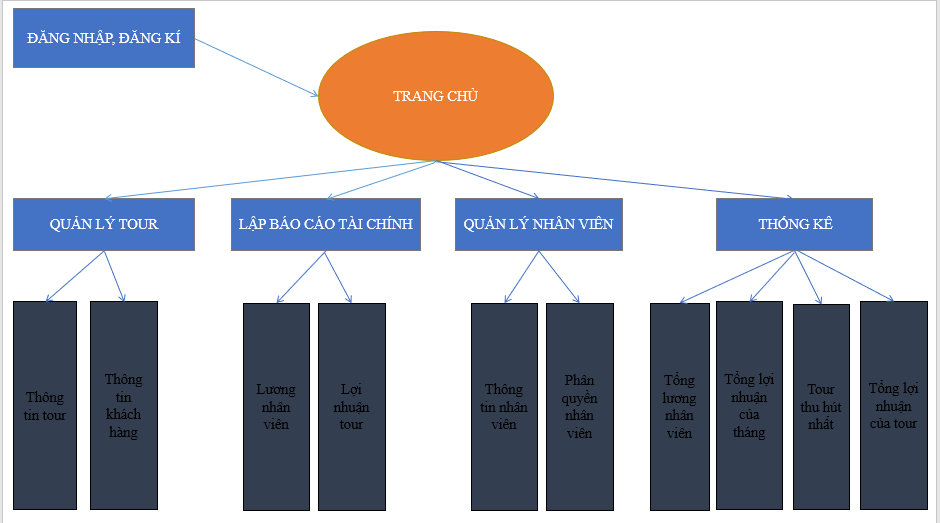 ĐĂNG NHẬP, ĐĂNG KÍ
TRANG CHỦ
QUẢN LÝ TOUR
LẬP BÁO CÁO TÀI CHÍNH
QUẢN LÝ NHÂN VIÊN
THỐNG KÊ
Thông
tin tour
Thông
tin
khách
hàng
Lương
nhân
viên
Lợi
nhuận
tour
Thông
tin nhân
viên
Phân
quyền
nhân
viên
Tổng
lương
nhân
viên
Tổng lợi
nhuận
của
tháng
Tour
thu hút
nhất
Tổng lợi
nhuận
của tour